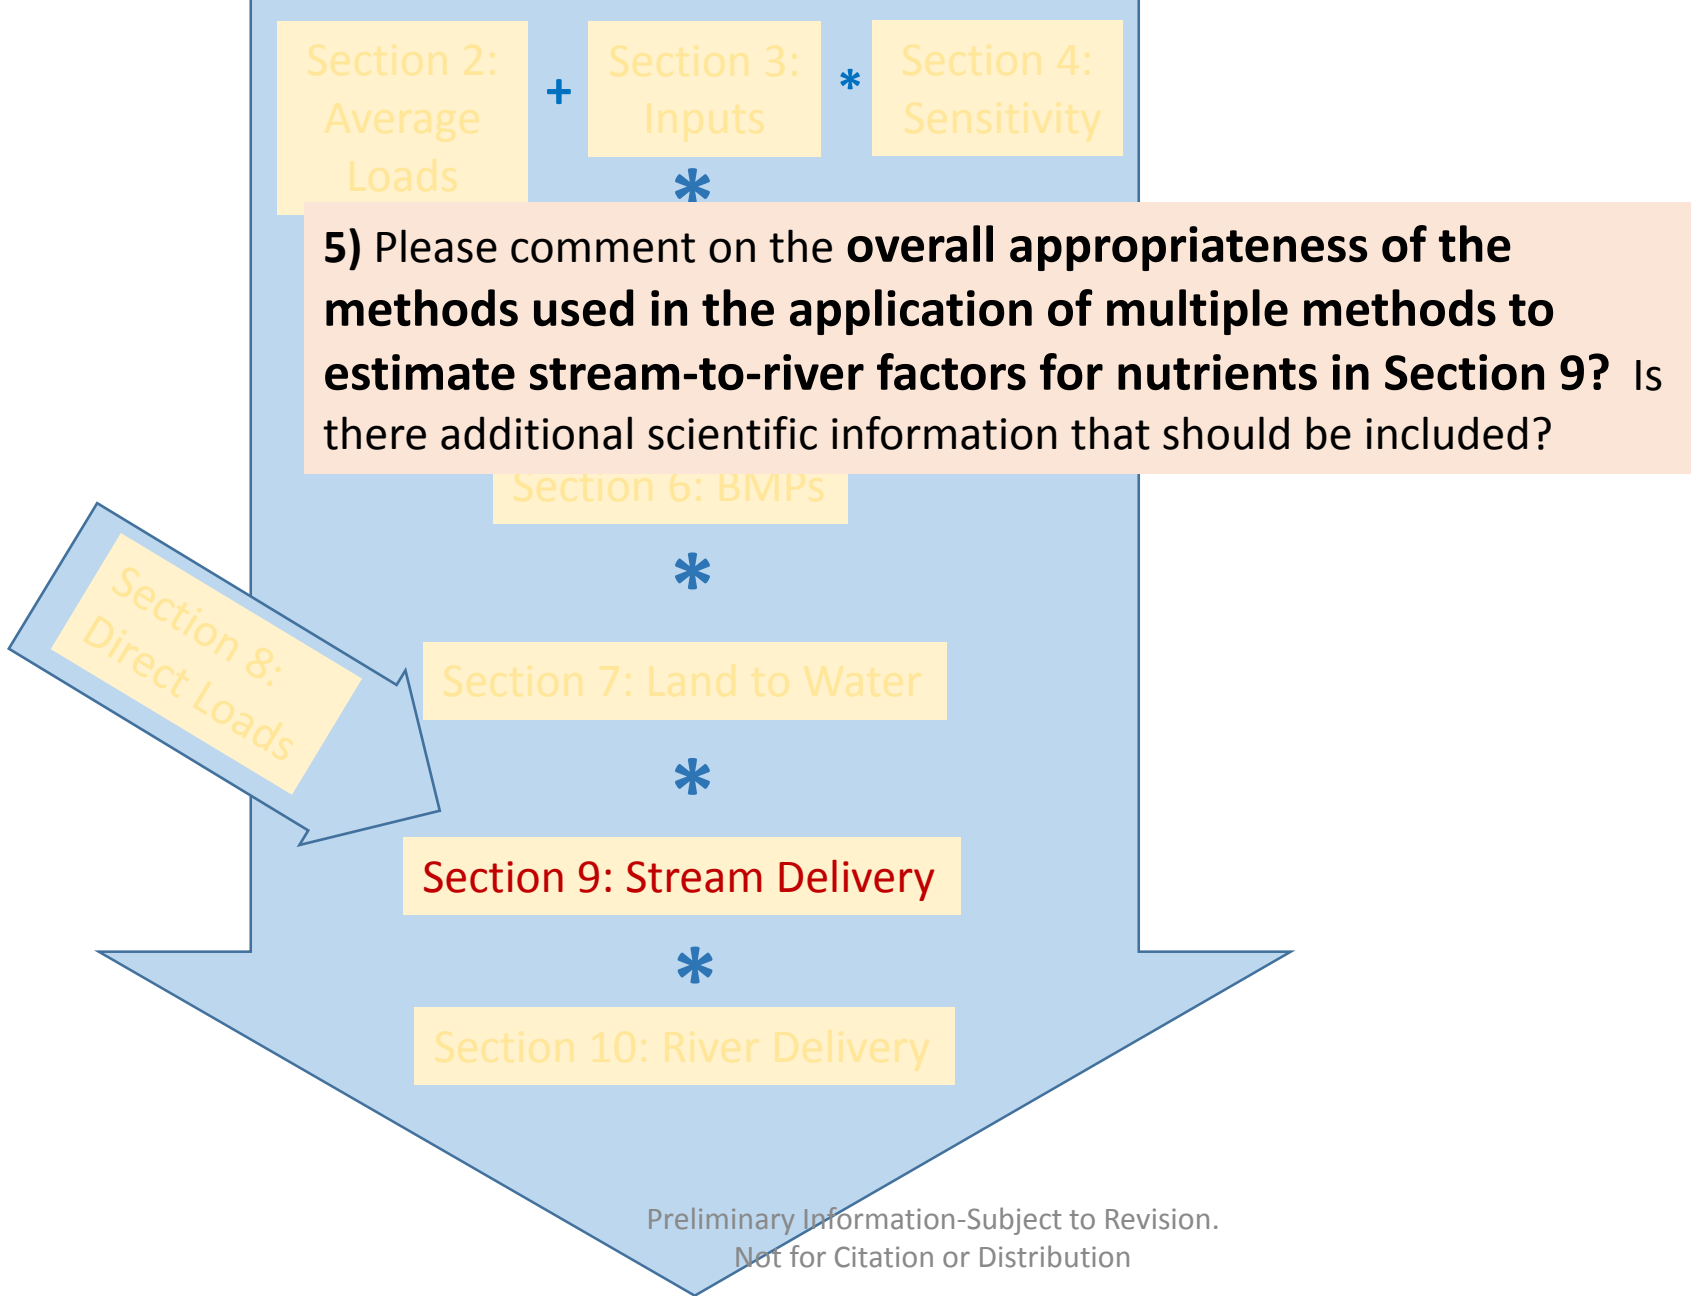 Section 2:
Average
Loads
+
Section 3:
Inputs
*
Section 4:
Sensitivity
*
5) Please comment on the overall appropriateness of the
methods used in the application of multiple methods to
estimate stream-to-river factors for nutrients in Section 9? Is
there additional scientific information that should be included?
Section 6: BMPs
*
Section 8:
Direct Loads
Section 7: Land to Water
*
Section 9: Stream Delivery
*
Section 10: River Delivery
Preliminary Information-Subject to Revision.
Not for Citation or Distribution